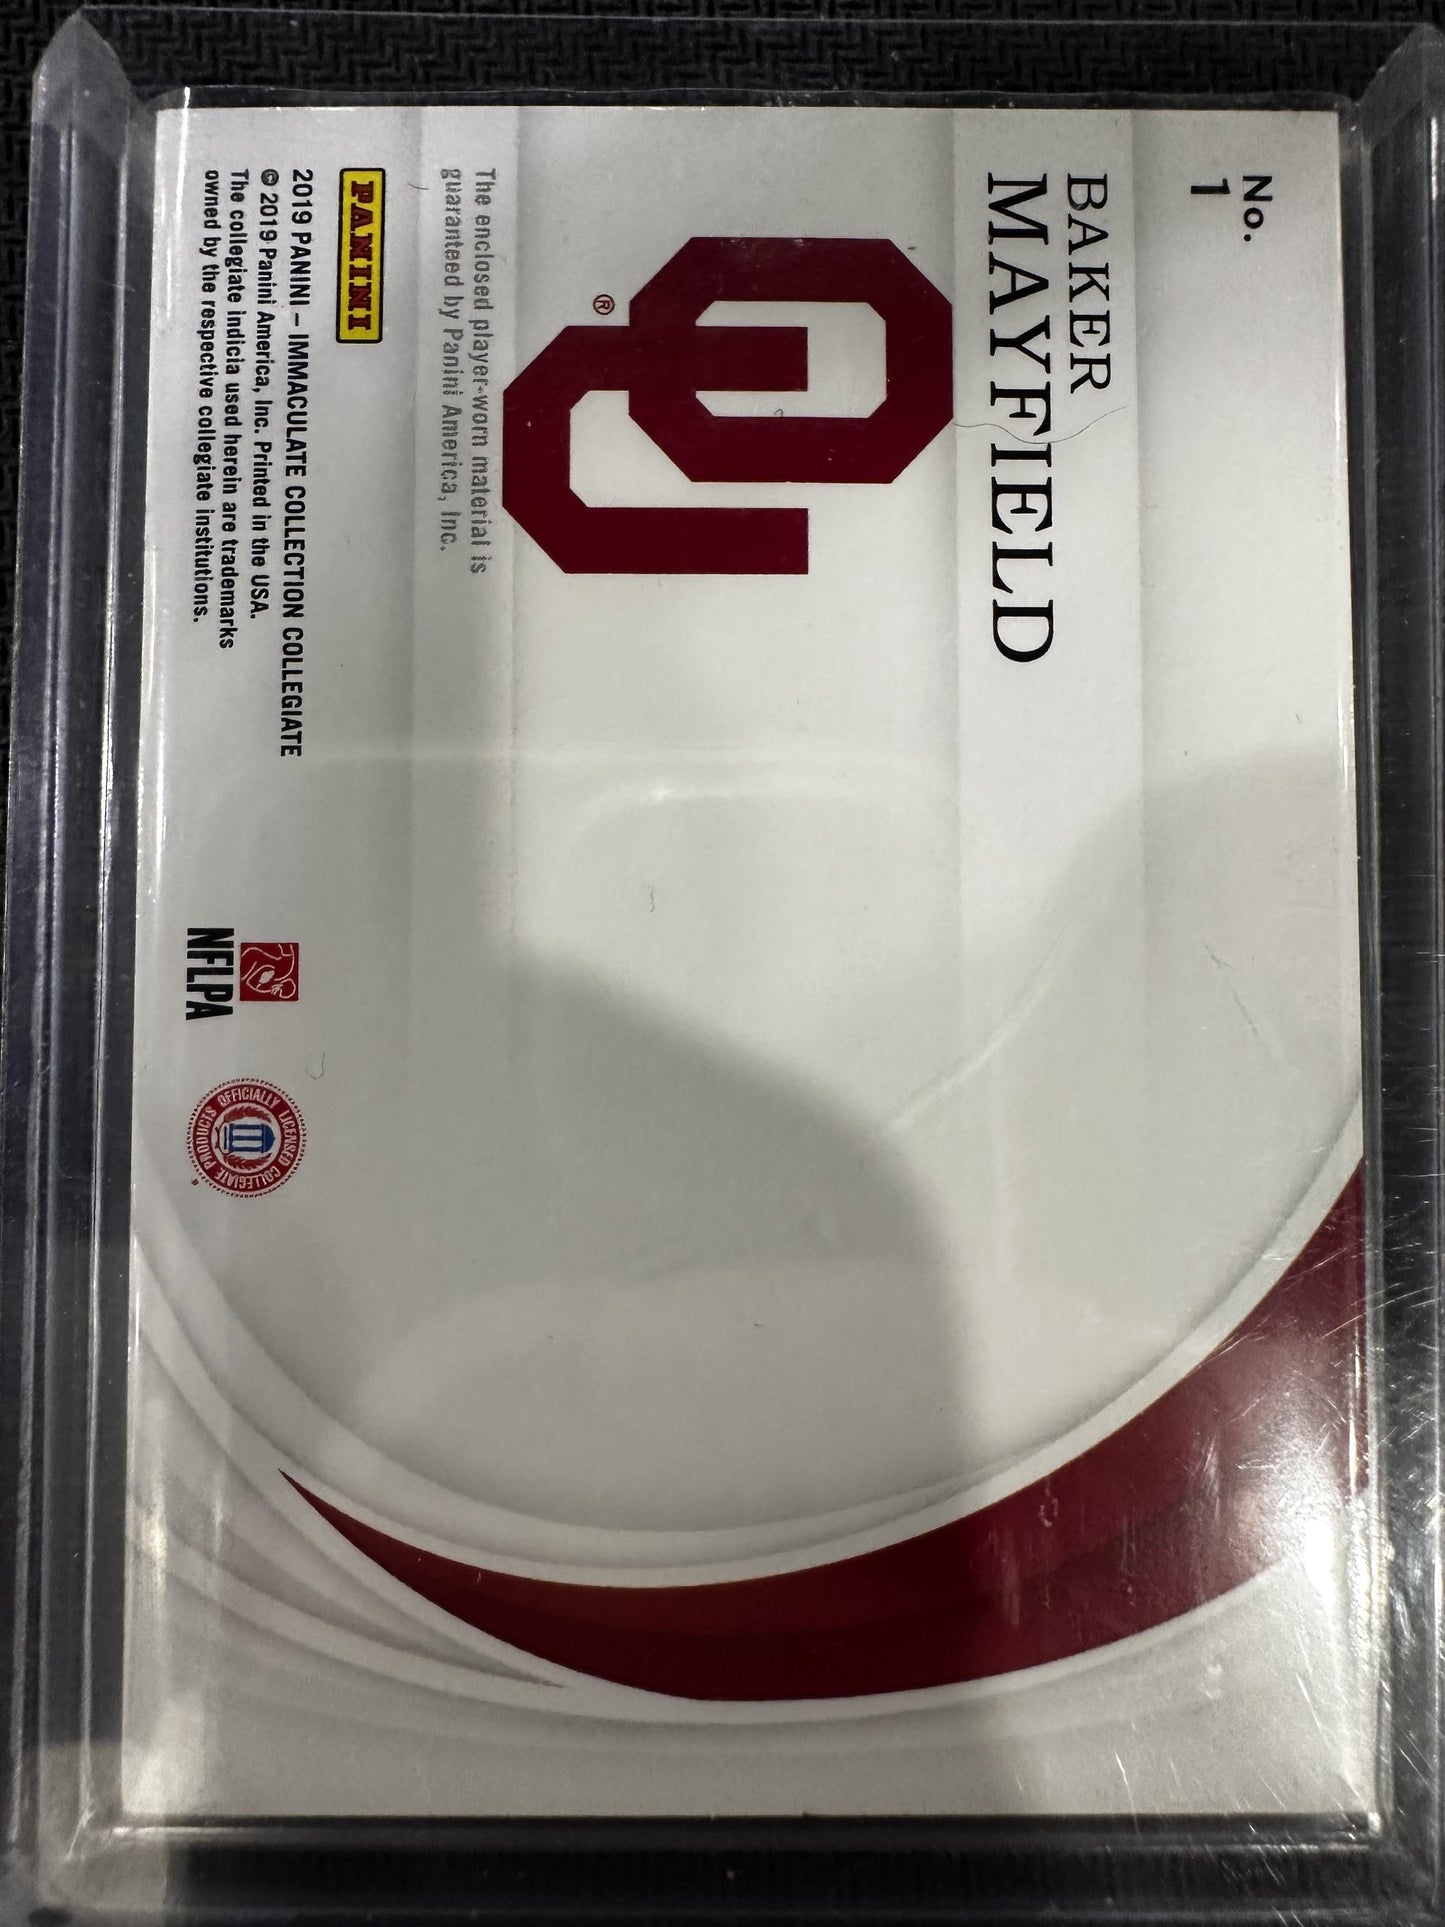 No.
1
BAKER
MAYFIELD
OU
®
The enclosed player-worn material is
guaranteed by Panini America, Inc.
PANINI
2019 PANINI – IMMACULATE COLLECTION COLLEGIATE
© 2019 Panini America, Inc. Printed in the USA.
The collegiate indicia used herein are trademarks
owned by the respective collegiate institutions.
NFLPA
OFFICIALLY LICENSED COLLEGIATE PRODUCTS